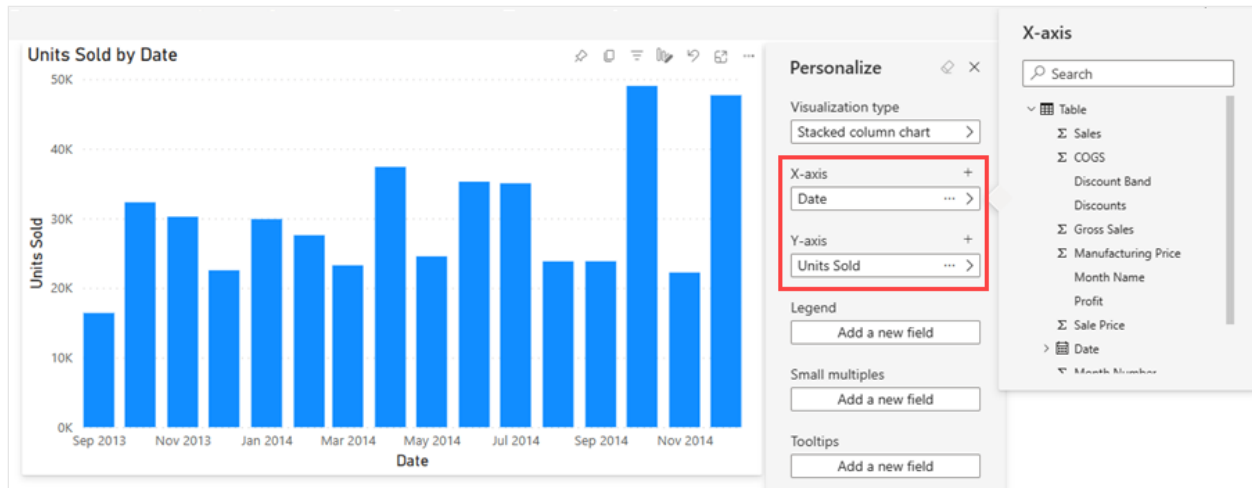 Units Sold by Date
50K
40K
30K
20K
10K
0K
Units Sold
Sep 2013 Nov 2013 Jan 2014 Mar 2014 May 2014 Jul 2014 Sep 2014 Nov 2014
Date
Personalize
Visualization type
Stacked column chart
X-axis
Date
Y-axis
Units Sold
Legend
Add a new field
Small multiples
Add a new field
Tooltips
Add a new field
X-axis
Search
Table
Σ Sales
Σ COGS
Discount Band
Discounts
Σ Gross Sales
Σ Manufacturing Price
Month Name
Profit
Σ Sale Price
Date
Σ Month Number